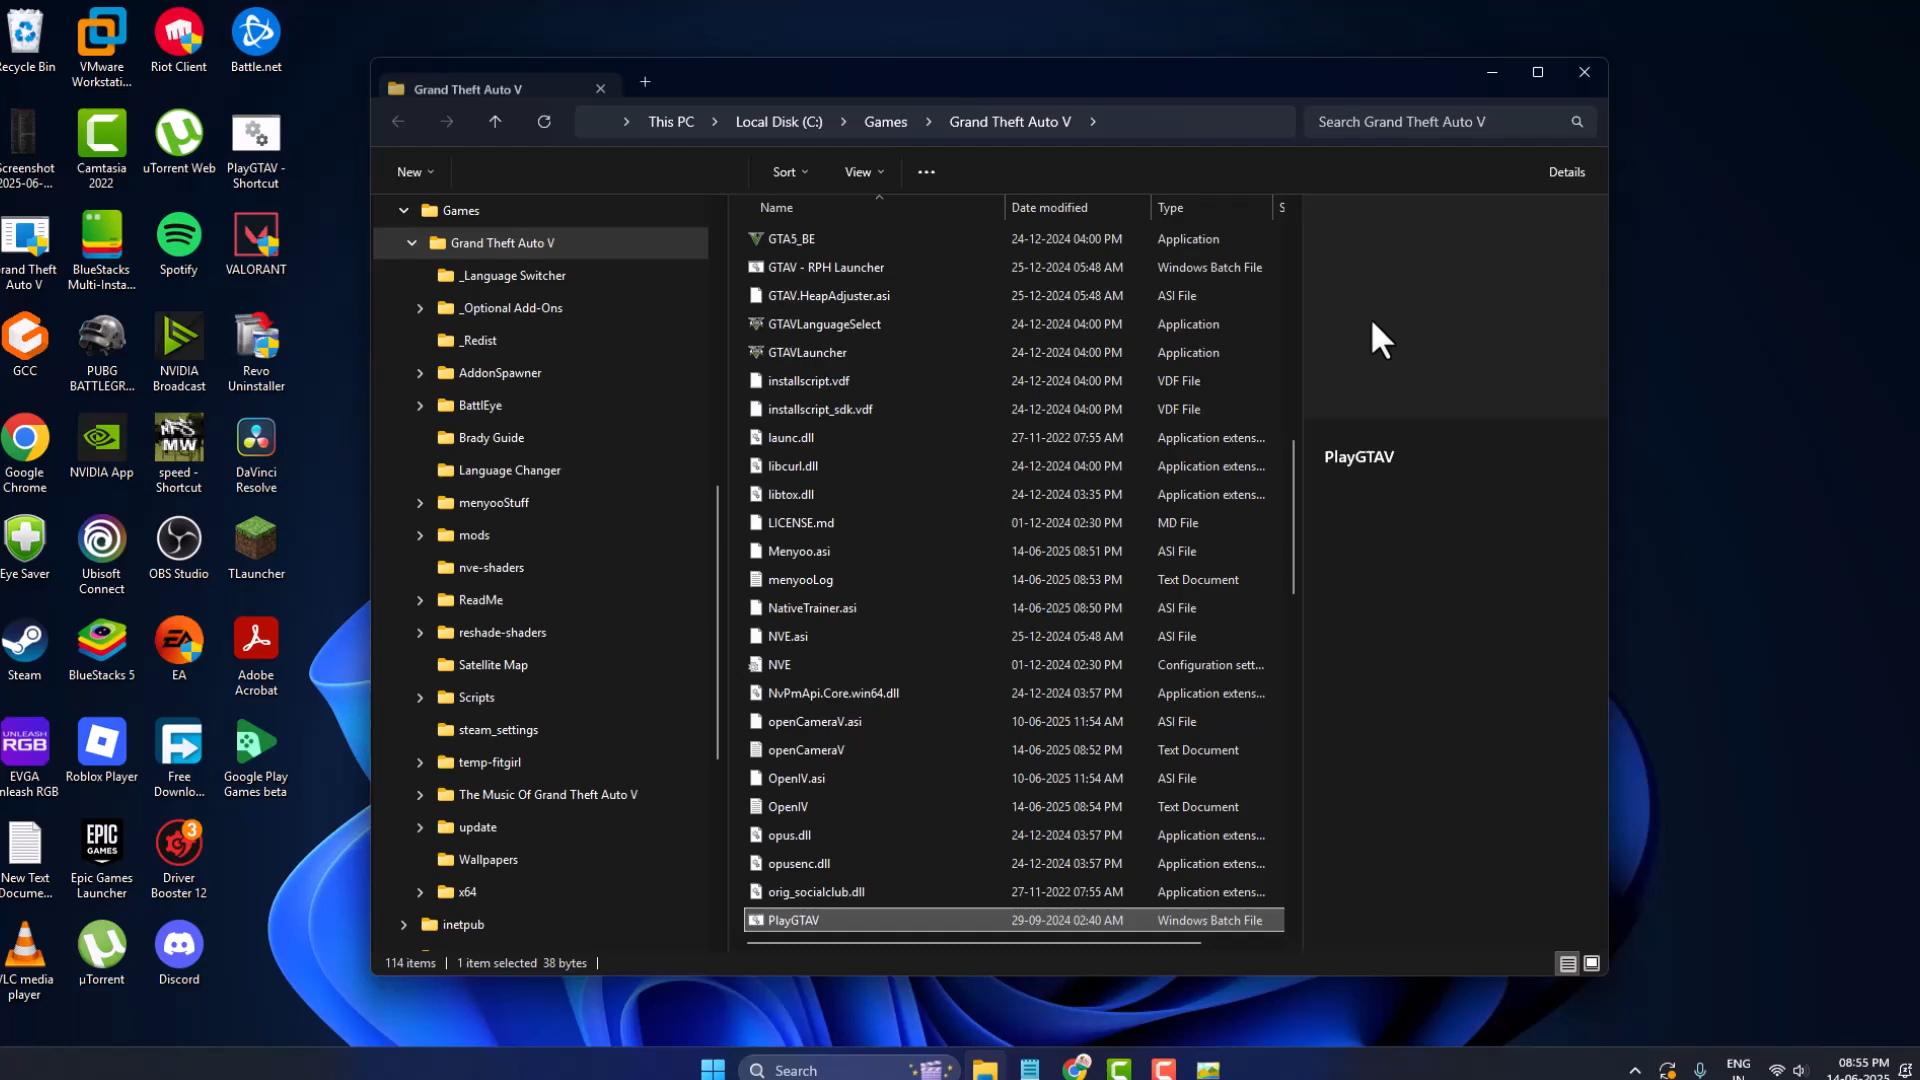 Recycle Bin
VMware
Workstati...
Riot Client
Battle.net
Screenshot
2025-06-...
Camtasia
2022
uTorrent Web
PlayGTAV -
Shortcut
Grand Theft
Auto V
BlueStacks
Multi-Insta...
Spotify
VALORANT
GCC
PUBG
BATTLEGR...
NVIDIA
Broadcast
Revo
Uninstaller
Google
Chrome
NVIDIA App
MW
speed -
Shortcut
DaVinci
Resolve
Eye Saver
Ubisoft
Connect
OBS Studio
TLauncher
Steam
BlueStacks 5
EA
EA
Adobe
Acrobat
UNLEASH
RGB
EVGA
Unleash RGB
Roblox Player
Free
Downlo...
Google Play
Games beta
New Text
Docume...
EPIC
GAMES
Epic Games
Launcher
3
Driver
Booster 12
VLC media
player
µTorrent
Discord
Grand Theft Auto V
This PC
Local Disk (C:)
Games
Grand Theft Auto V
Search Grand Theft Auto V
New
Sort
View
Details
Games
Grand Theft Auto V
_Language Switcher
_Optional Add-Ons
_Redist
AddonSpawner
BattlEye
Brady Guide
Language Changer
menyooStuff
mods
nve-shaders
ReadMe
reshade-shaders
Satellite Map
Scripts
steam_settings
temp-fitgirl
The Music Of Grand Theft Auto V
update
Wallpapers
x64
inetpub
Name Date modified Type S
GTA5_BE 24-12-2024 04:00 PM Application
GTAV - RPH Launcher 25-12-2024 05:48 AM Windows Batch File
GTAV.HeapAdjuster.asi 25-12-2024 05:48 AM ASI File
GTAVLanguageSelect 24-12-2024 04:00 PM Application
GTAVLauncher 24-12-2024 04:00 PM Application
installscript.vdf 24-12-2024 04:00 PM VDF File
installscript_sdk.vdf 24-12-2024 04:00 PM VDF File
launc.dll 27-11-2022 07:55 AM Application extens...
libcurl.dll 24-12-2024 04:00 PM Application extens...
libtox.dll 24-12-2024 03:35 PM Application extens...
LICENSE.md 01-12-2024 02:30 PM MD File
Menyoo.asi 14-06-2025 08:51 PM ASI File
menyooLog 14-06-2025 08:53 PM Text Document
NativeTrainer.asi 14-06-2025 08:50 PM ASI File
NVE.asi 25-12-2024 05:48 AM ASI File
NVE 01-12-2024 02:30 PM Configuration sett...
NvPmApi.Core.win64.dll 24-12-2024 03:57 PM Application extens...
openCameraV.asi 10-06-2025 11:54 AM ASI File
openCameraV 14-06-2025 08:52 PM Text Document
OpenIV.asi 10-06-2025 11:54 AM ASI File
OpenIV 14-06-2025 08:54 PM Text Document
opus.dll 24-12-2024 03:57 PM Application extens...
opusenc.dll 24-12-2024 03:57 PM Application extens...
orig_socialclub.dll 27-11-2022 07:55 AM Application extens...
PlayGTAV 29-09-2024 02:40 AM Windows Batch File
PlayGTAV
114 items 1 item selected 38 bytes
Search
ENG
IN
08:55 PM
14-06-2025